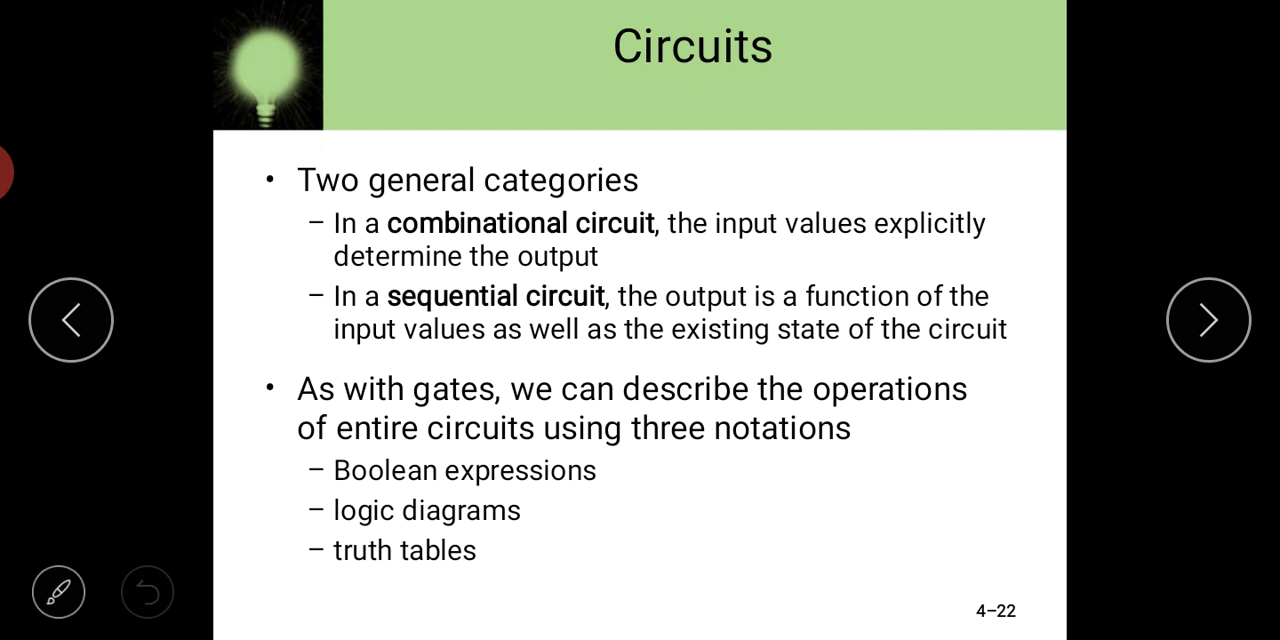 Circuits
• Two general categories
– In a combinational circuit, the input values explicitly
determine the output
– In a sequential circuit, the output is a function of the
input values as well as the existing state of the circuit
• As with gates, we can describe the operations
of entire circuits using three notations
– Boolean expressions
– logic diagrams
– truth tables
4–22